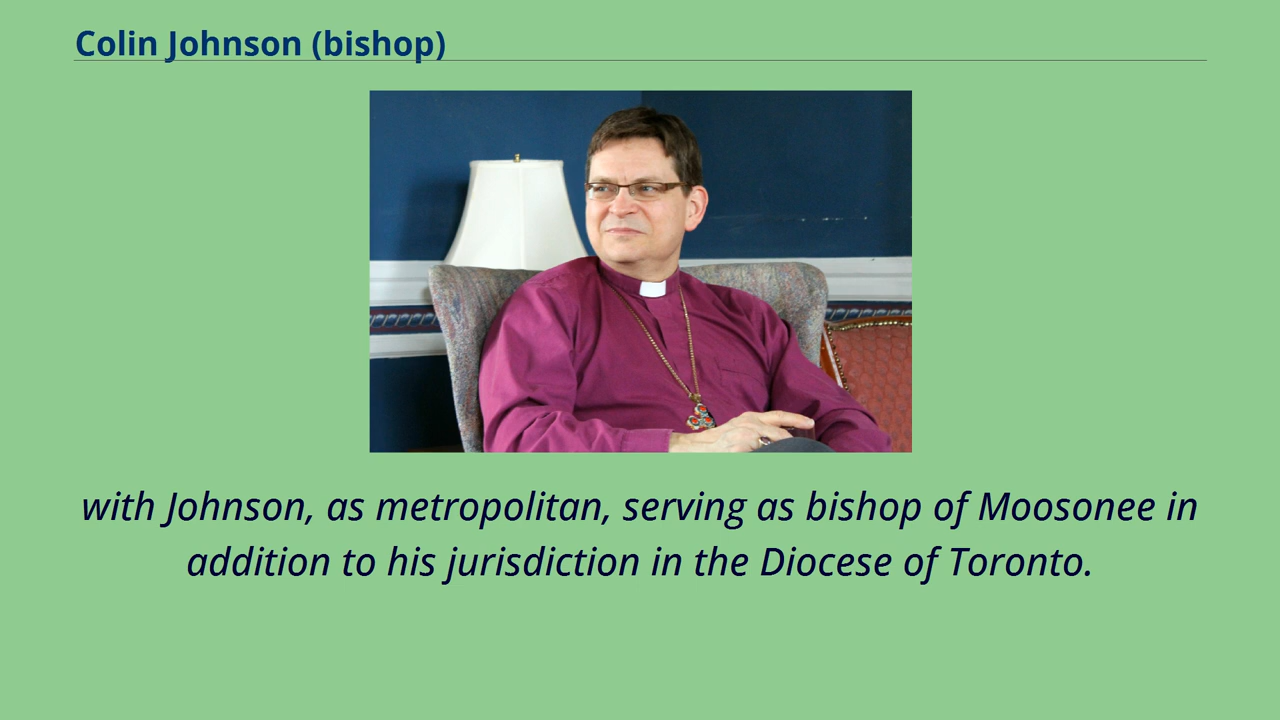 Colin Johnson (bishop)
with Johnson, as metropolitan, serving as bishop of Moosonee in
addition to his jurisdiction in the Diocese of Toronto.